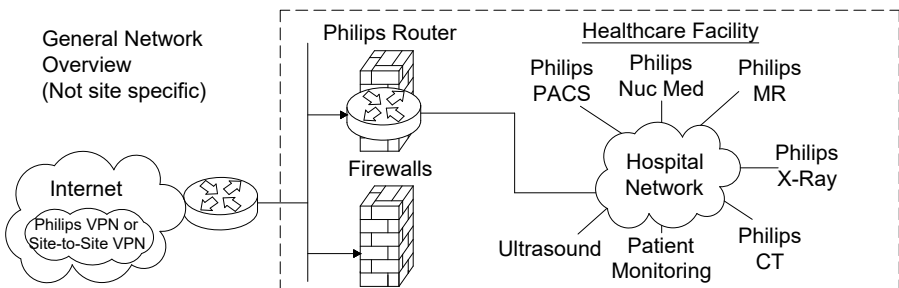 General Network
Overview
(Not site specific)
Internet
Philips VPN or
Site-to-Site VPN
Philips Router
Firewalls
Healthcare Facility
Philips
PACS
Philips
Nuc Med
Philips
MR
Hospital
Network
Philips
X-Ray
Ultrasound
Patient
Monitoring
Philips
CT